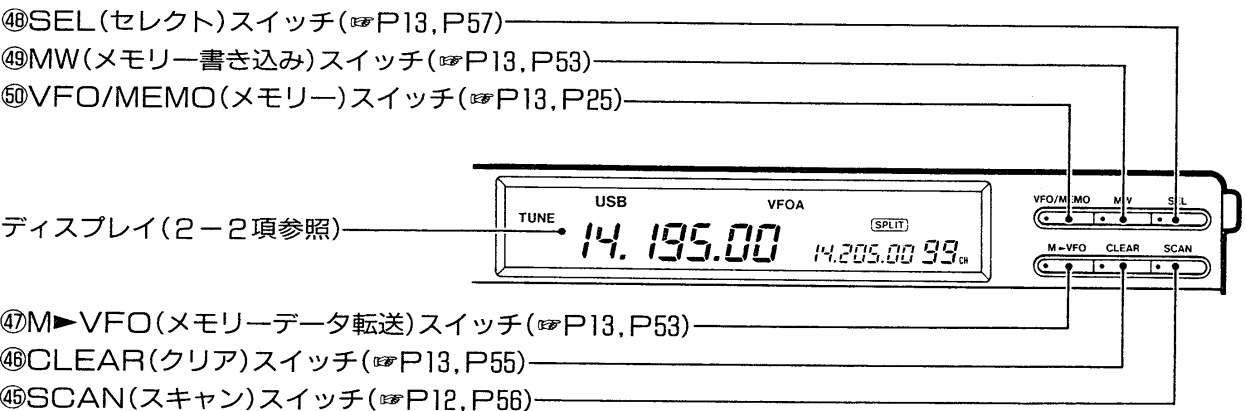 ㊽SEL(セレクト)スイッチ(☞P13,P57)
㊾MW(メモリー書き込み)スイッチ(☞P13,P53)
㊿VFO/MEMO(メモリー)スイッチ(☞P13,P25)
USB VFOA
TUNE SPLIT
14.195.00 14.205.00 99CH
VFO/MEMO MW SEL
M►VFO CLEAR SCAN
ディスプレイ(2-2項参照)
㊼M►VFO(メモリーデータ転送)スイッチ(☞P13,P53)
㊻CLEAR(クリア)スイッチ(☞P13,P55)
㊺SCAN(スキャン)スイッチ(☞P12,P56)